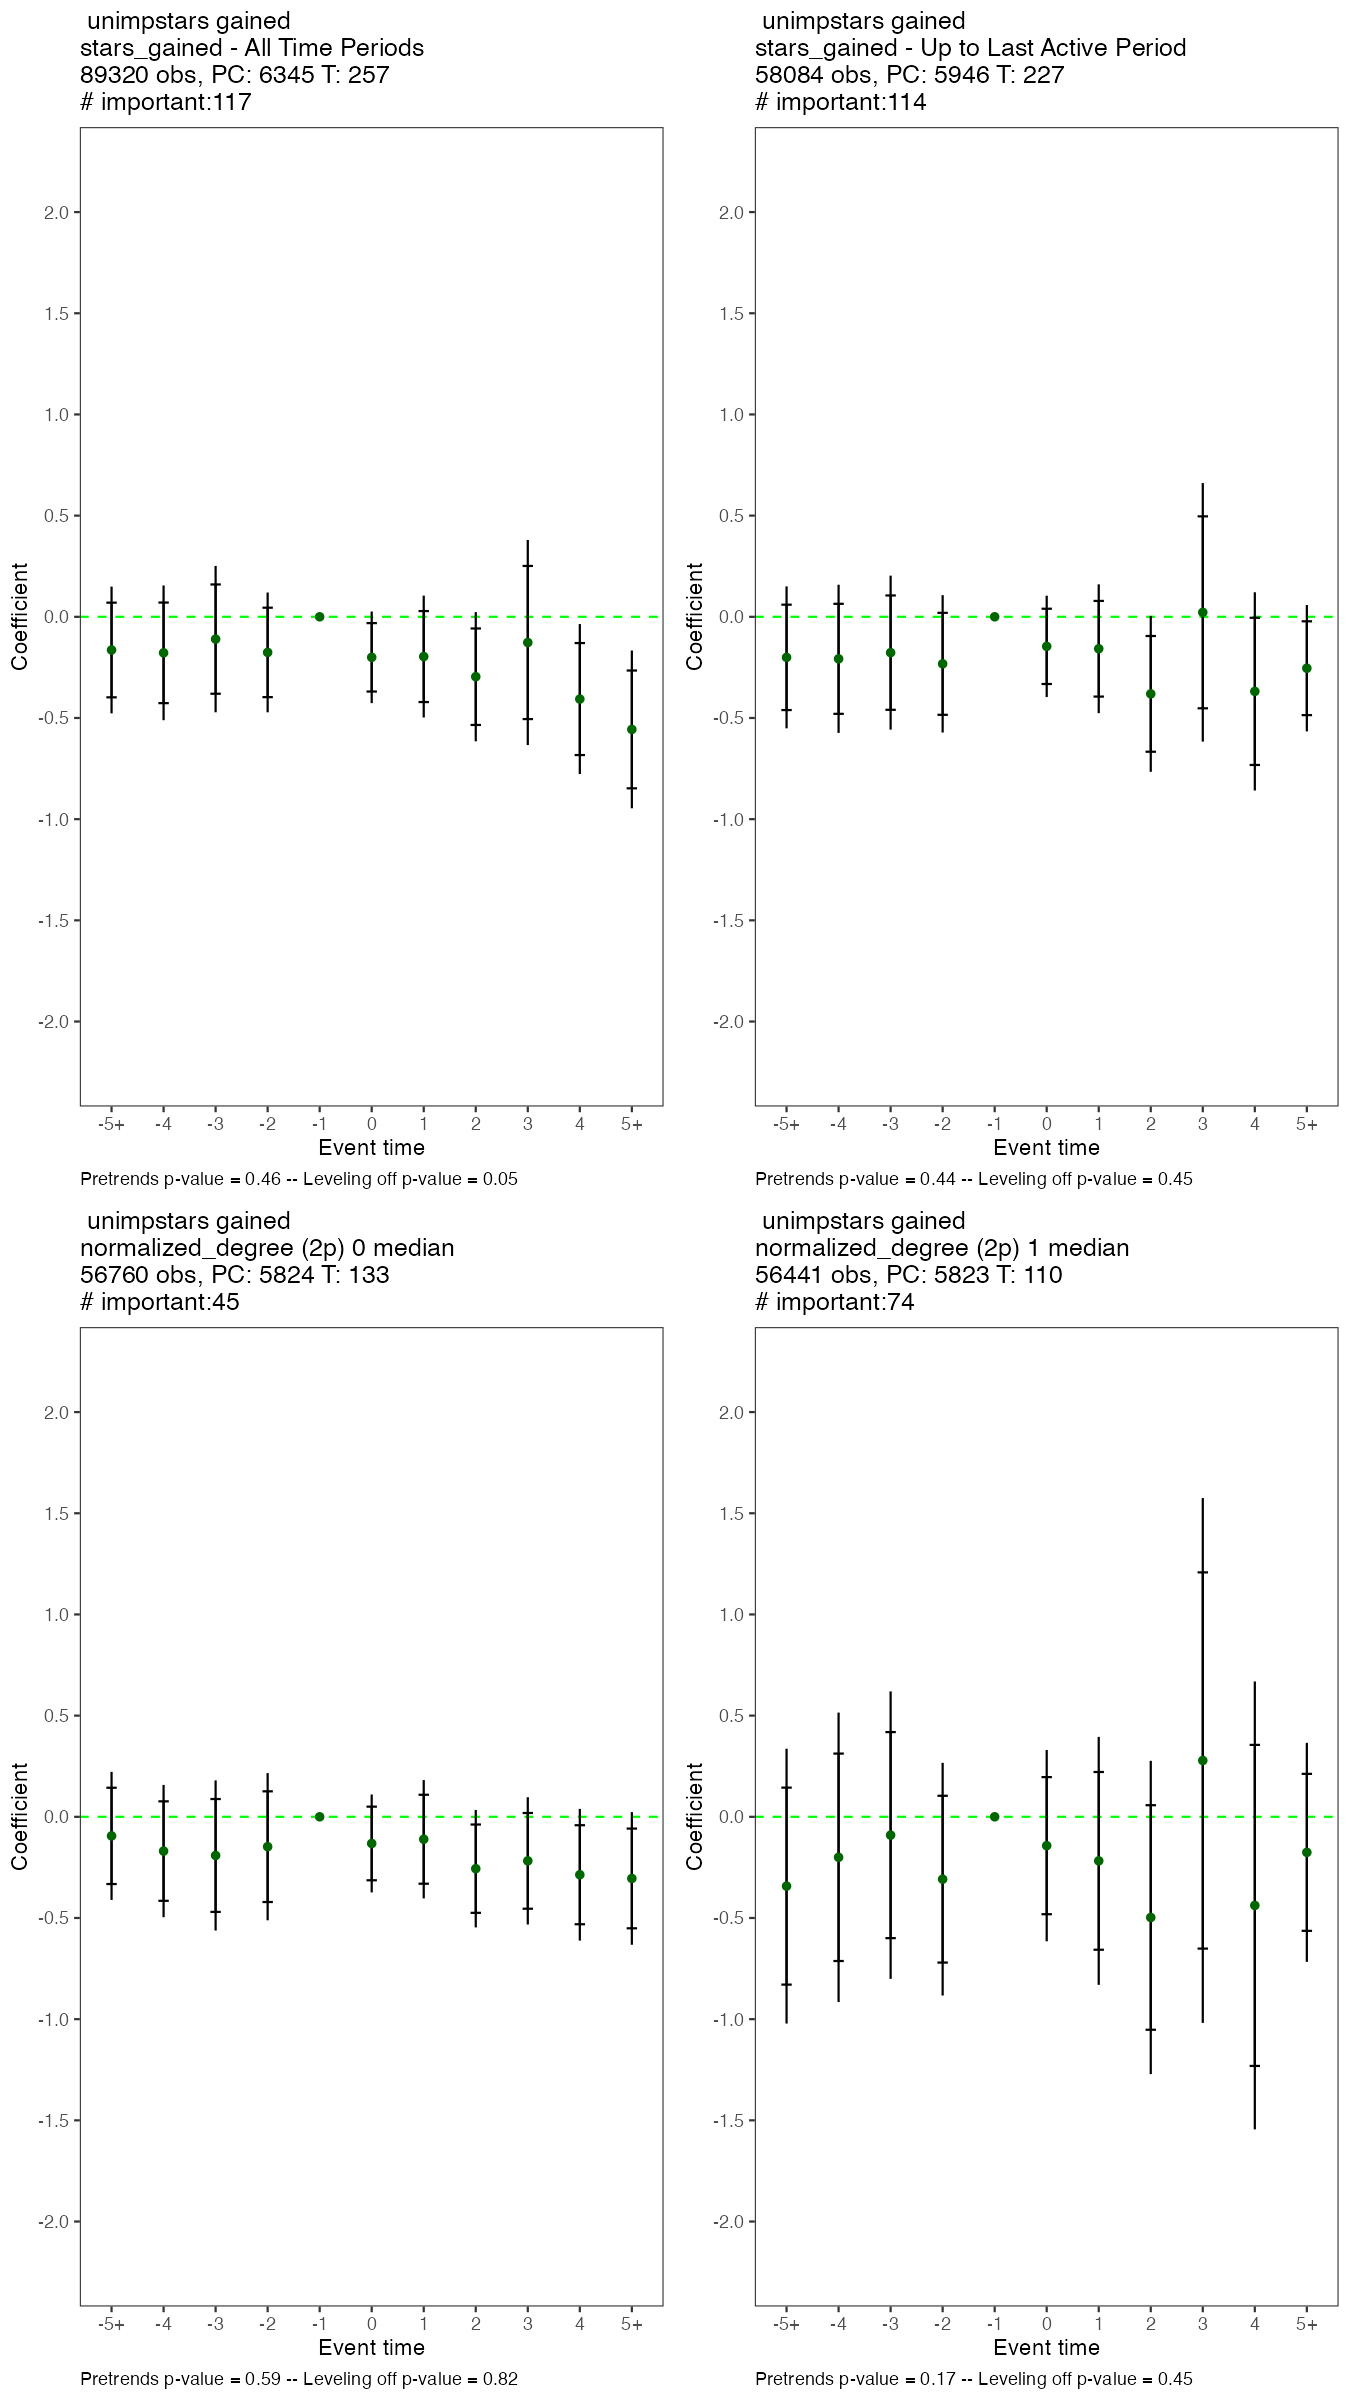 unimpstars gained
stars_gained - All Time Periods
89320 obs, PC: 6345 T: 257
# important:117
2.0
1.5
1.0
0.5
0.0
-0.5
-1.0
-1.5
-2.0
Coefficient
-5+ -4 -3 -2 -1 0 1 2 3 4 5+
Event time
Pretrends p-value = 0.46 -- Leveling off p-value = 0.05
unimpstars gained
stars_gained - Up to Last Active Period
58084 obs, PC: 5946 T: 227
# important:114
2.0
1.5
1.0
0.5
0.0
-0.5
-1.0
-1.5
-2.0
Coefficient
-5+ -4 -3 -2 -1 0 1 2 3 4 5+
Event time
Pretrends p-value = 0.44 -- Leveling off p-value = 0.45
unimpstars gained
normalized_degree (2p) 0 median
56760 obs, PC: 5824 T: 133
# important:45
2.0
1.5
1.0
0.5
0.0
-0.5
-1.0
-1.5
-2.0
Coefficient
-5+ -4 -3 -2 -1 0 1 2 3 4 5+
Event time
Pretrends p-value = 0.59 -- Leveling off p-value = 0.82
unimpstars gained
normalized_degree (2p) 1 median
56441 obs, PC: 5823 T: 110
# important:74
2.0
1.5
1.0
0.5
0.0
-0.5
-1.0
-1.5
-2.0
Coefficient
-5+ -4 -3 -2 -1 0 1 2 3 4 5+
Event time
Pretrends p-value = 0.17 -- Leveling off p-value = 0.45